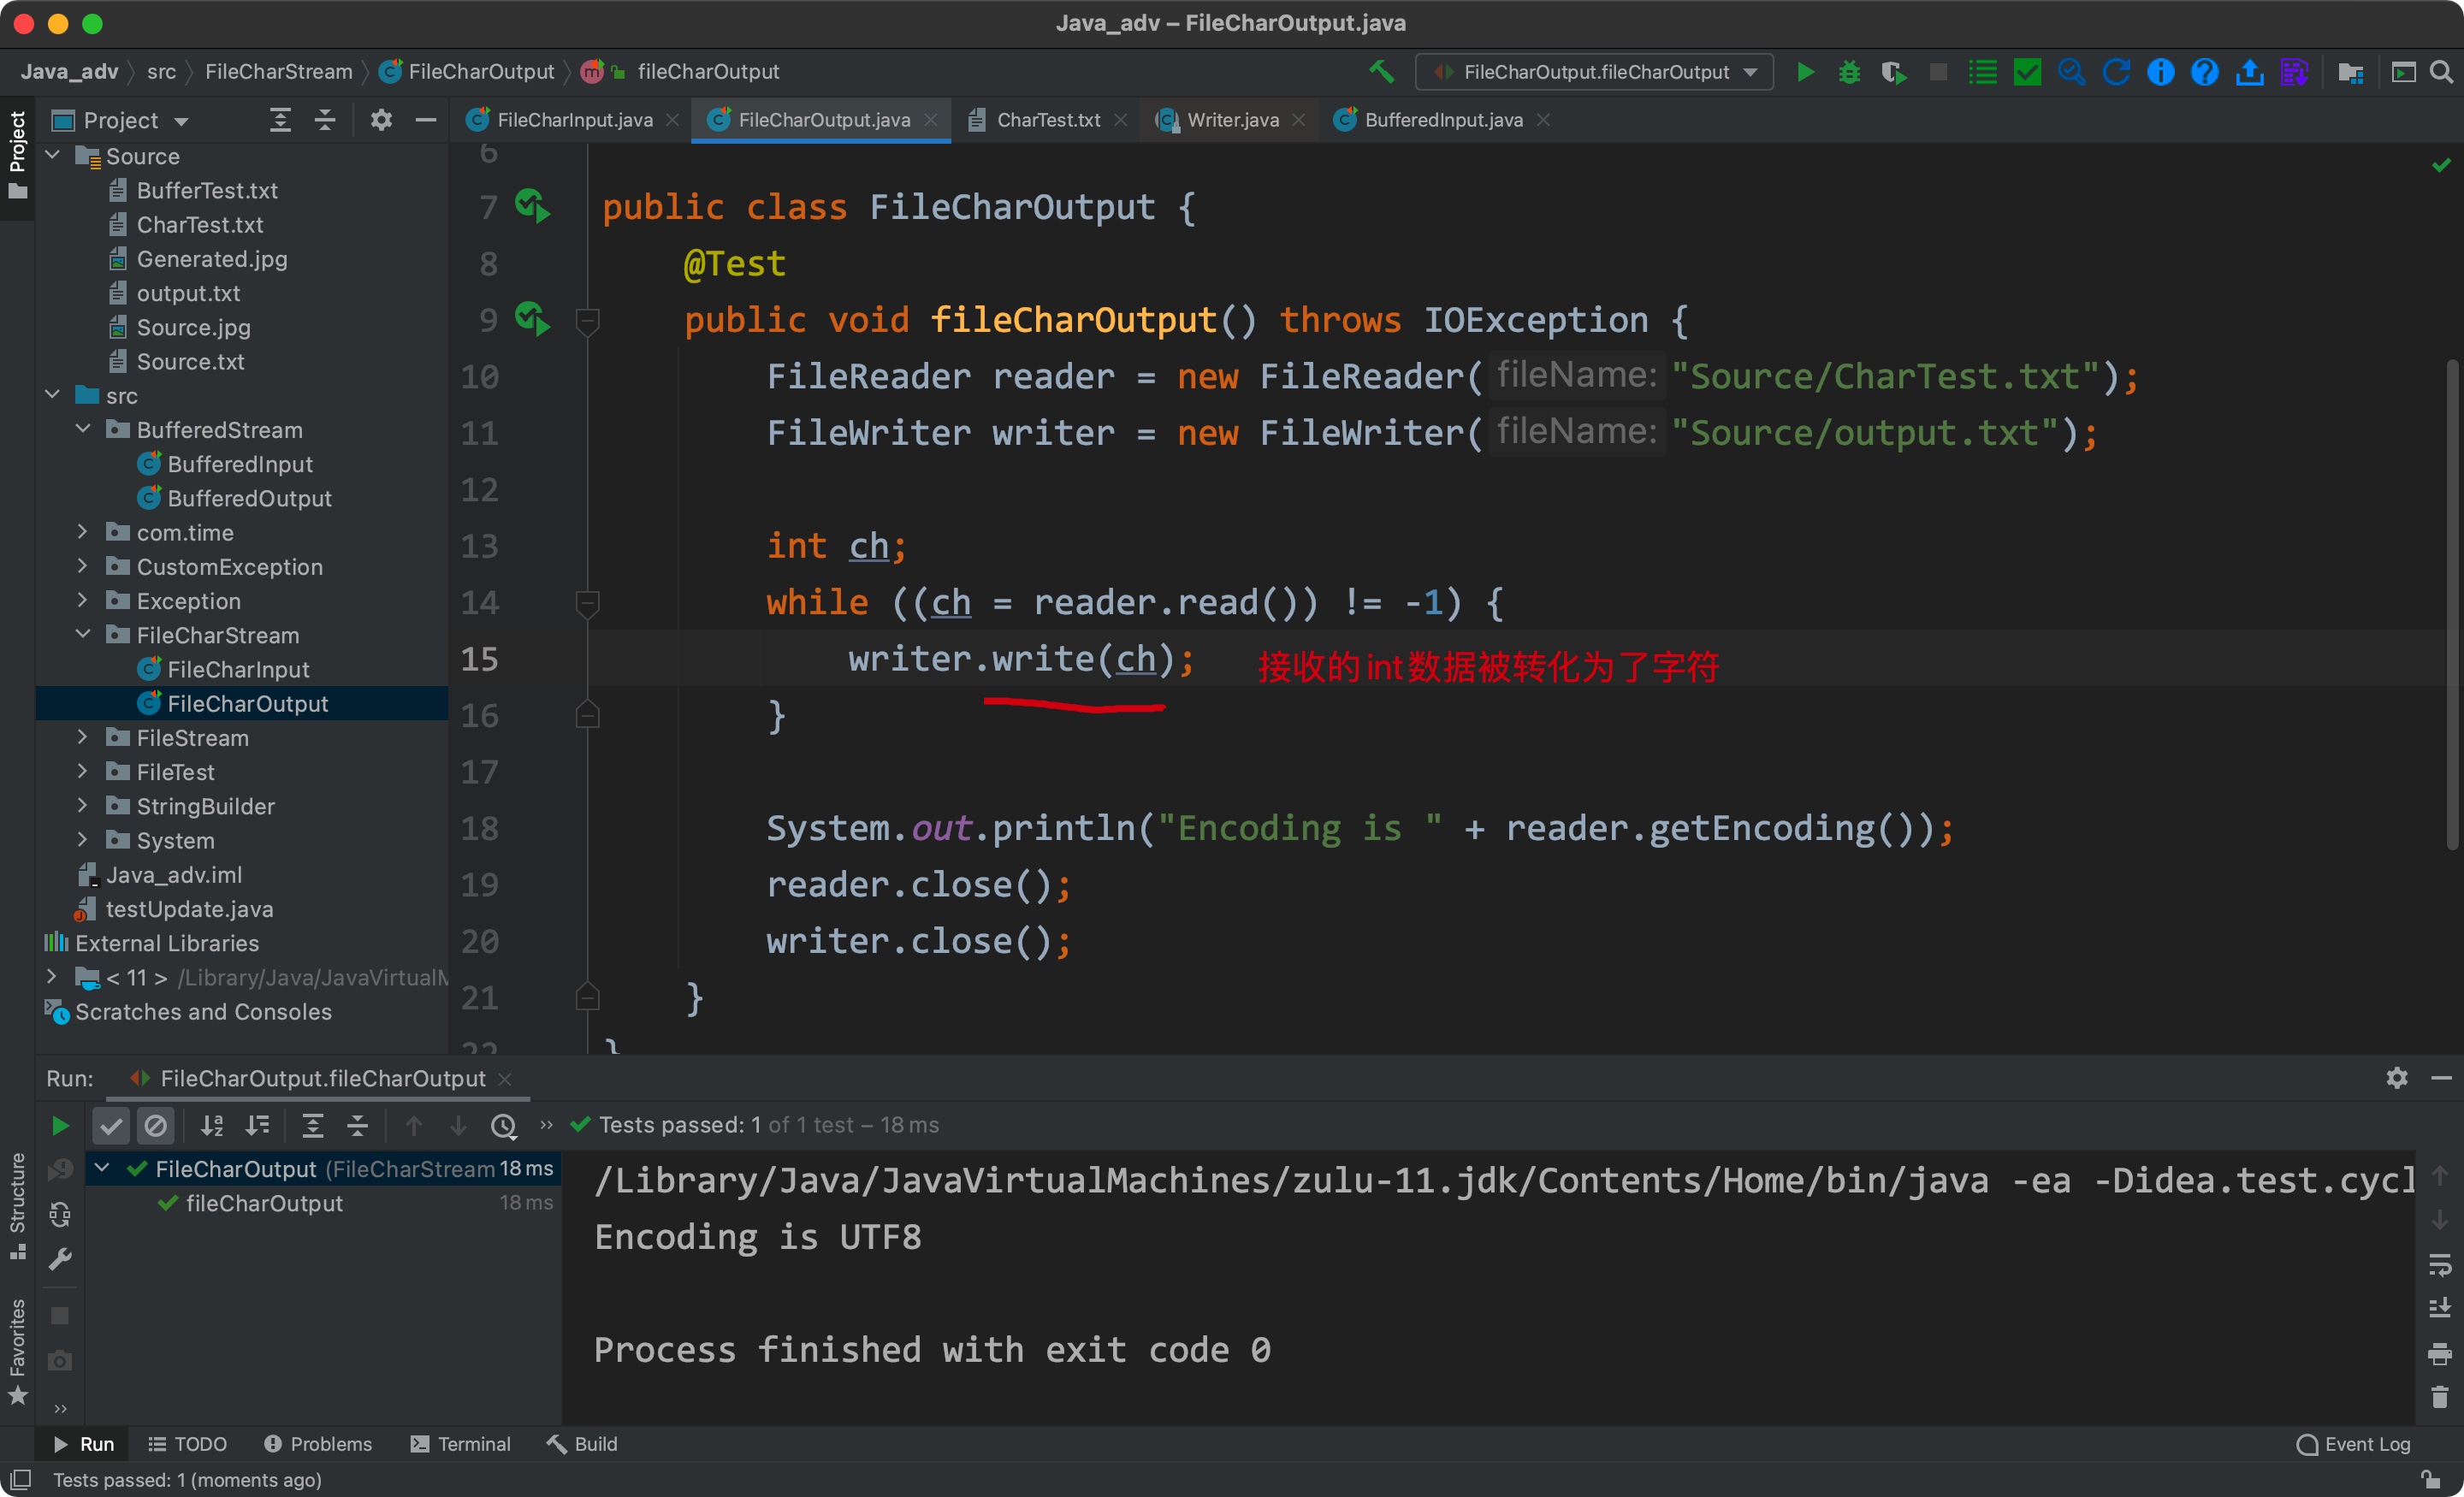 Java_adv – FileCharOutput.java
Java_adv src FileCharStream FileCharOutput fileCharOutput
FileCharOutput.fileCharOutput
Project
FileCharInput.java FileCharOutput.java CharTest.txt Writer.java BufferedInput.java
Project
Source
BufferTest.txt
CharTest.txt
Generated.jpg
output.txt
Source.jpg
Source.txt
src
BufferedStream
BufferedInput
BufferedOutput
com.time
CustomException
Exception
FileCharStream
FileCharInput
FileCharOutput
FileStream
FileTest
StringBuilder
System
Java_adv.iml
testUpdate.java
External Libraries
< 11 > /Library/Java/JavaVirtualM
Scratches and Consoles
6
7 public class FileCharOutput {
8 @Test
9 public void fileCharOutput() throws IOException {
10 FileReader reader = new FileReader( fileName: "Source/CharTest.txt");
11 FileWriter writer = new FileWriter( fileName: "Source/output.txt");
12
13 int ch;
14 while ((ch = reader.read()) != -1) {
15 writer.write(ch); 接收的int数据被转化为了字符
16 }
17
18 System.out.println("Encoding is " + reader.getEncoding());
19 reader.close();
20 writer.close();
21 }
22 }
Run: FileCharOutput.fileCharOutput
Tests passed: 1 of 1 test – 18 ms
FileCharOutput (FileCharStream 18 ms
fileCharOutput 18 ms
/Library/Java/JavaVirtualMachines/zulu-11.jdk/Contents/Home/bin/java -ea -Didea.test.cycl
Encoding is UTF8
Process finished with exit code 0
Structure
Favorites
Run TODO Problems Terminal Build Event Log
Tests passed: 1 (moments ago)